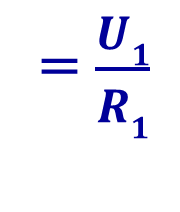 = U₁ / R₁